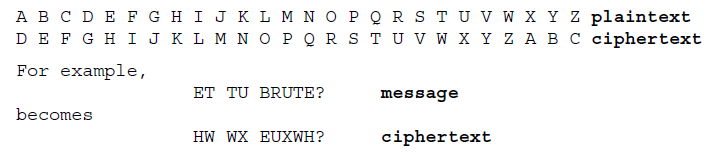 A B C D E F G H I J K L M N O P Q R S T U V W X Y Z plaintext
D E F G H I J K L M N O P Q R S T U V W X Y Z A B C ciphertext
For example,
ET TU BRUTE? message
becomes
HW WX EUXWH? ciphertext